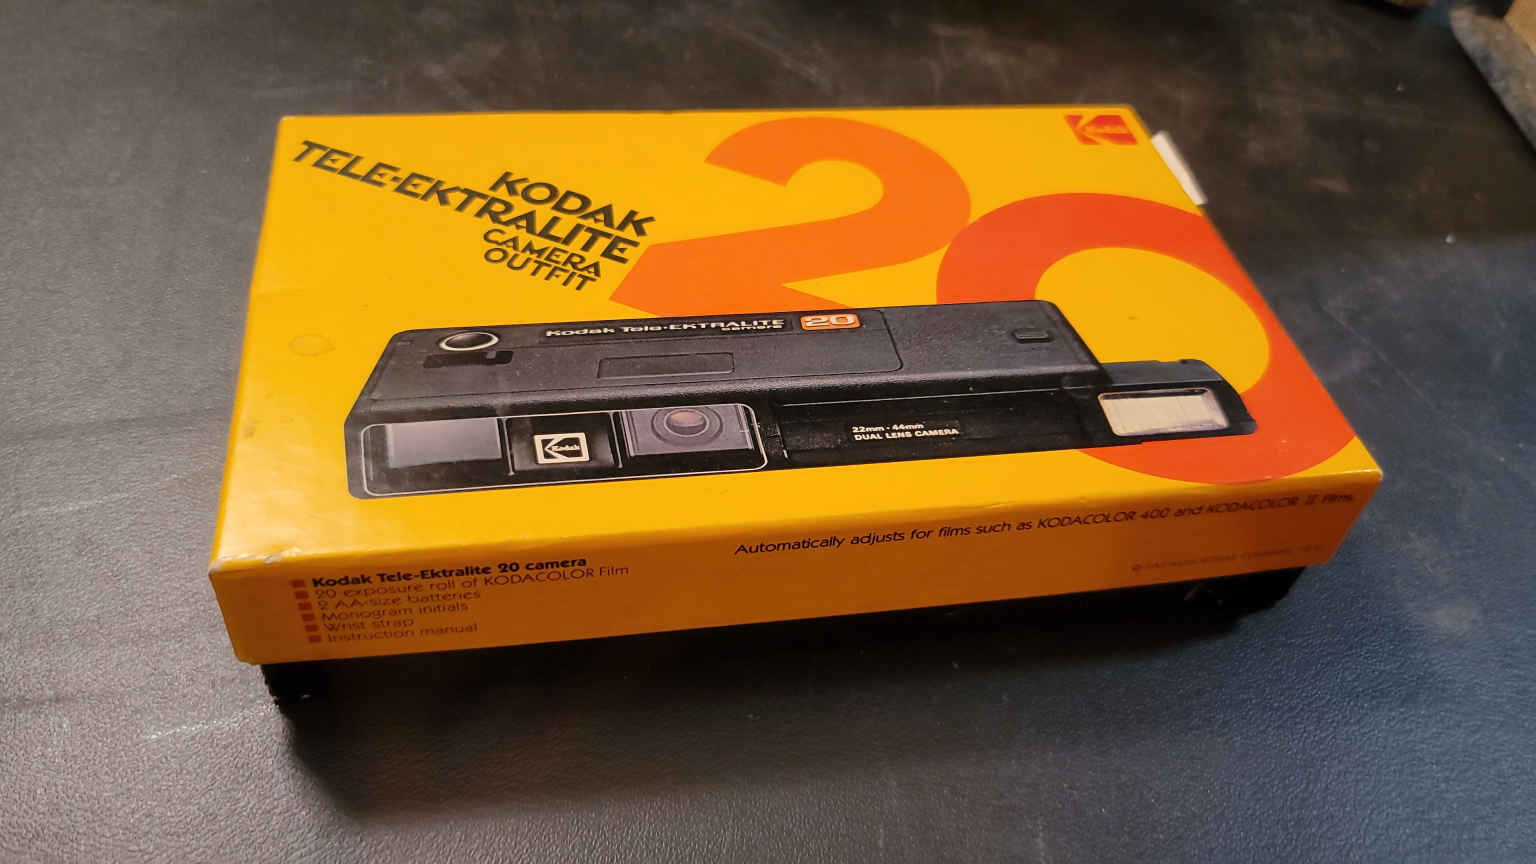 KODAK
TELE-EKTRALITE
CAMERA
OUTFIT
20
Kodak
Kodak Tele-EKTRALITE
camera
20
Kodak
22mm - 44mm
DUAL LENS CAMERA
Automatically adjusts for films such as KODACOLOR 400 and KODACOLOR II Films.
Kodak Tele-Ektralite 20 camera
20 exposure roll of KODACOLOR Film
2 AA-size batteries
Monogram initials
Wrist strap
Instruction manual